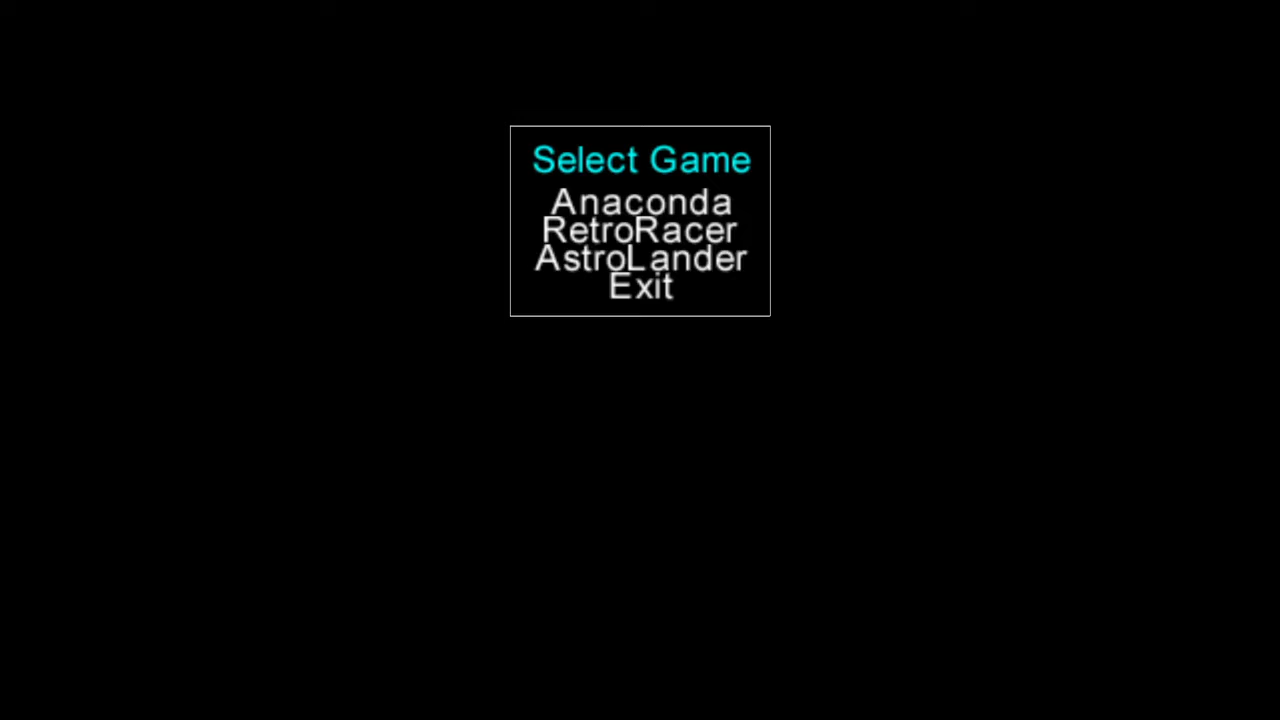 Select Game
Anaconda
RetroRacer
AstroLander
Exit